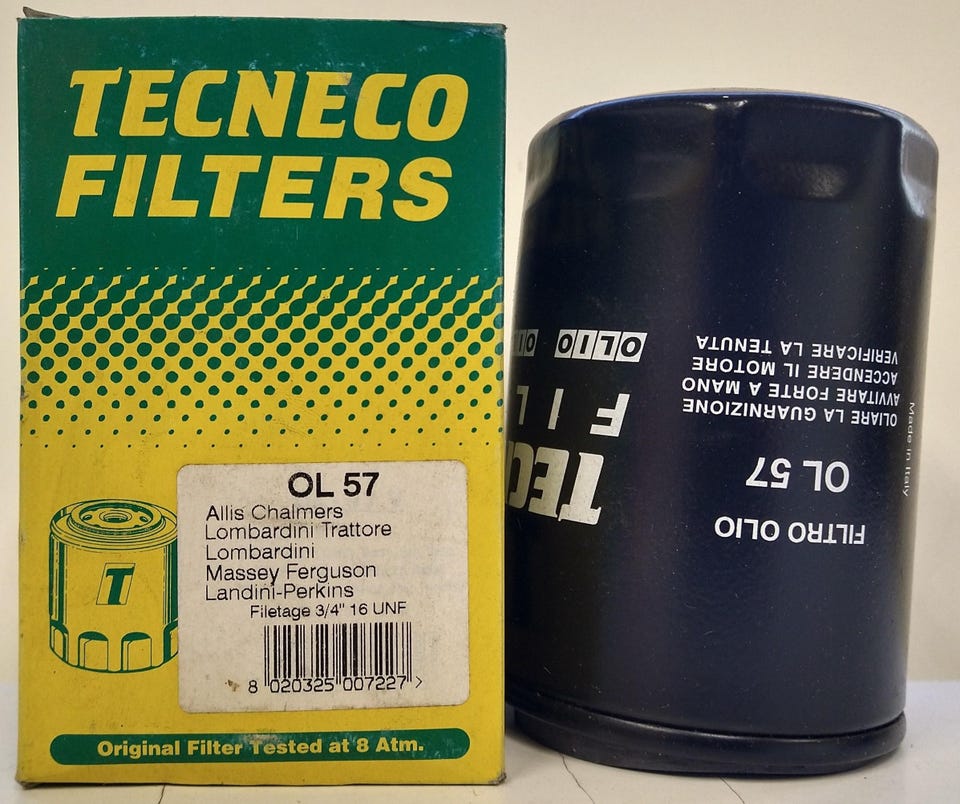 TECNECO
FILTERS
T
OL 57
Allis Chalmers
Lombardini Trattore
Lombardini
Massey Ferguson
Landini-Perkins
Filetage 3/4" 16 UNF
8 020325 007227 >
Original Filter Tested at 8 Atm.
FILTRO OLIO
OL 57
OLIARE LA GUARNIZIONE
AVVITARE FORTE A MANO
ACCENDERE IL MOTORE
VERIFICARE LA TENUTA
Made in Italy
TEC
FIL
OLIO